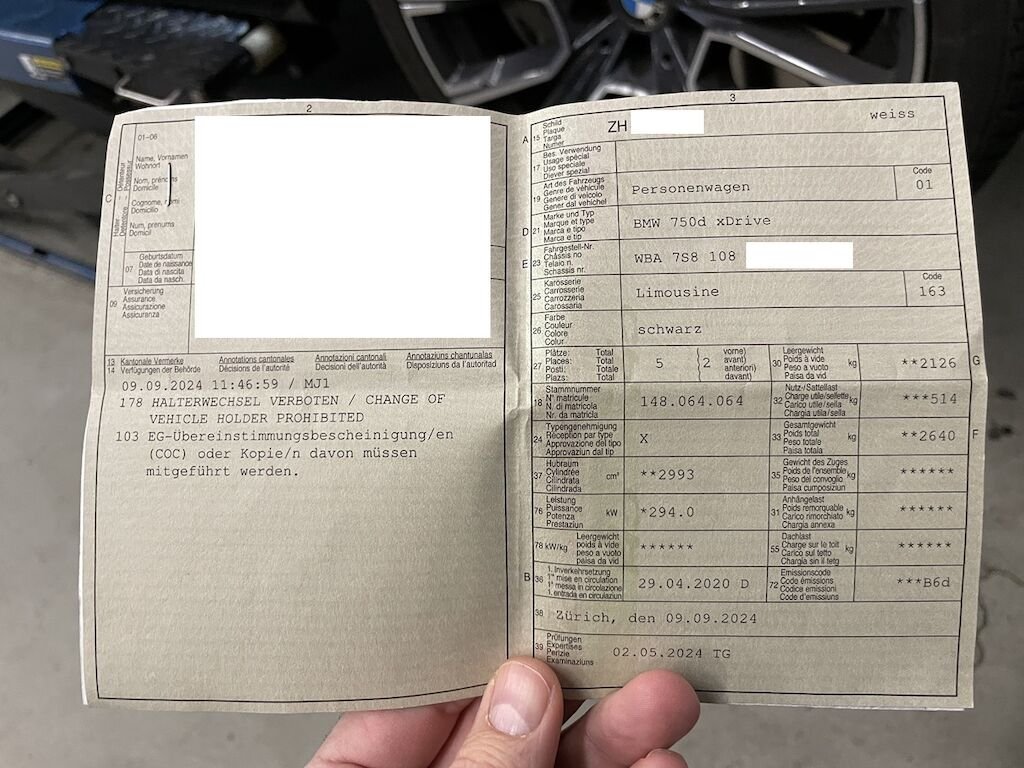 2
01-06
Name, Vornamen
Wohnort
Nom, prénoms
Domicile
Domicilio
Num, prenums
Domicil
C
Halter
Détenteur
07
Geburtsdatum
Date de naissance
Data di nascita
Data da nasch.
09
Versicherung
Assurance
Assicurazione
Assicuranza
13 Kantonale Vermerke Annotations cantonales Annotazioni cantonali Annotaziuns chantunalas
14 Verfügungen der Behörde Décisions de l'autorité Decisioni dell'autorità Disposiziuns da l'autoritad
09.09.2024 11:46:59 / MJ1
178 HALTERWECHSEL VERBOTEN / CHANGE OF
VEHICLE HOLDER PROHIBITED
103 EG-Übereinstimmungsbescheinigung/en
(COC) oder Kopie/n davon müssen
mitgeführt werden.
3
A 15
Schild
Plaque
Targa
Numer
ZH
weiss
17
Bes. Verwendung
Usage spécial
Uso speciale
Diever spezial
19
Art des Fahrzeugs
Genre de véhicule
Genere di veicolo
Gener dal vehichel
Personenwagen
Code
01
D 21
Marke und Typ
Marque et type
Marca e tipo
Marca e tip
BMW 750d xDrive
E 23
Fahrgestell-Nr.
Châssis no
Telaio n.
Schassis nr.
WBA 7S8 108
25
Karosserie
Carrosserie
Carrozzeria
Carossaria
Limousine
Code
163
26
Farbe
Couleur
Colore
Colur
schwarz
27
Plätze: Total
Places: Total
Posti: Totale
Plazs: Total
5
(2
vorne)
avant)
anteriori)
davant)
30
Leergewicht
Poids à vide
Peso a vuoto
Paisa da vid
kg
**2126
G
18
Stammnummer
N° matricule
N. di matricola
Nr. da matricla
148.064.064
32
Nutz-/Sattellast
Charge utile/sellette
Carico utile/sella
Chargia utila/sella
kg
***514
24
Typengenehmigung
Réception par type
Approvazione del tipo
Approvaziun dal tip
X
33
Gesamtgewicht
Poids total
Peso totale
Paisa totala
kg
**2640
F
37
Hubraum
Cylindrée
Cilindrata
Cilindrada
cm³
**2993
35
Gewicht des Zuges
Poids de l'ensemble
Peso del convoglio
Paisa cumposiziun
kg
******
76
Leistung
Puissance
Potenza
Prestaziun
kW
*294.0
31
Anhängelast
Poids remorquable
Carico rimorchiato
Chargia annexa
kg
******
78 kW/kg
Leergewicht
poids à vide
peso a vuoto
paisa da vid
******
55
Dachlast
Charge sur le toit
Carico sul tetto
Chargia sin il tetg
kg
******
B 36
1. Inverkehrsetzung
1re mise en circulation
1a messa in circolazione
1. entrada en circulaziun
29.04.2020 D
72
Emissionscode
Code émissions
Codice emissioni
Code d'emissiuns
***B6d
38
Zürich, den 09.09.2024
39
Prüfungen
Expertises
Perizie
Examinaziuns
02.05.2024 TG